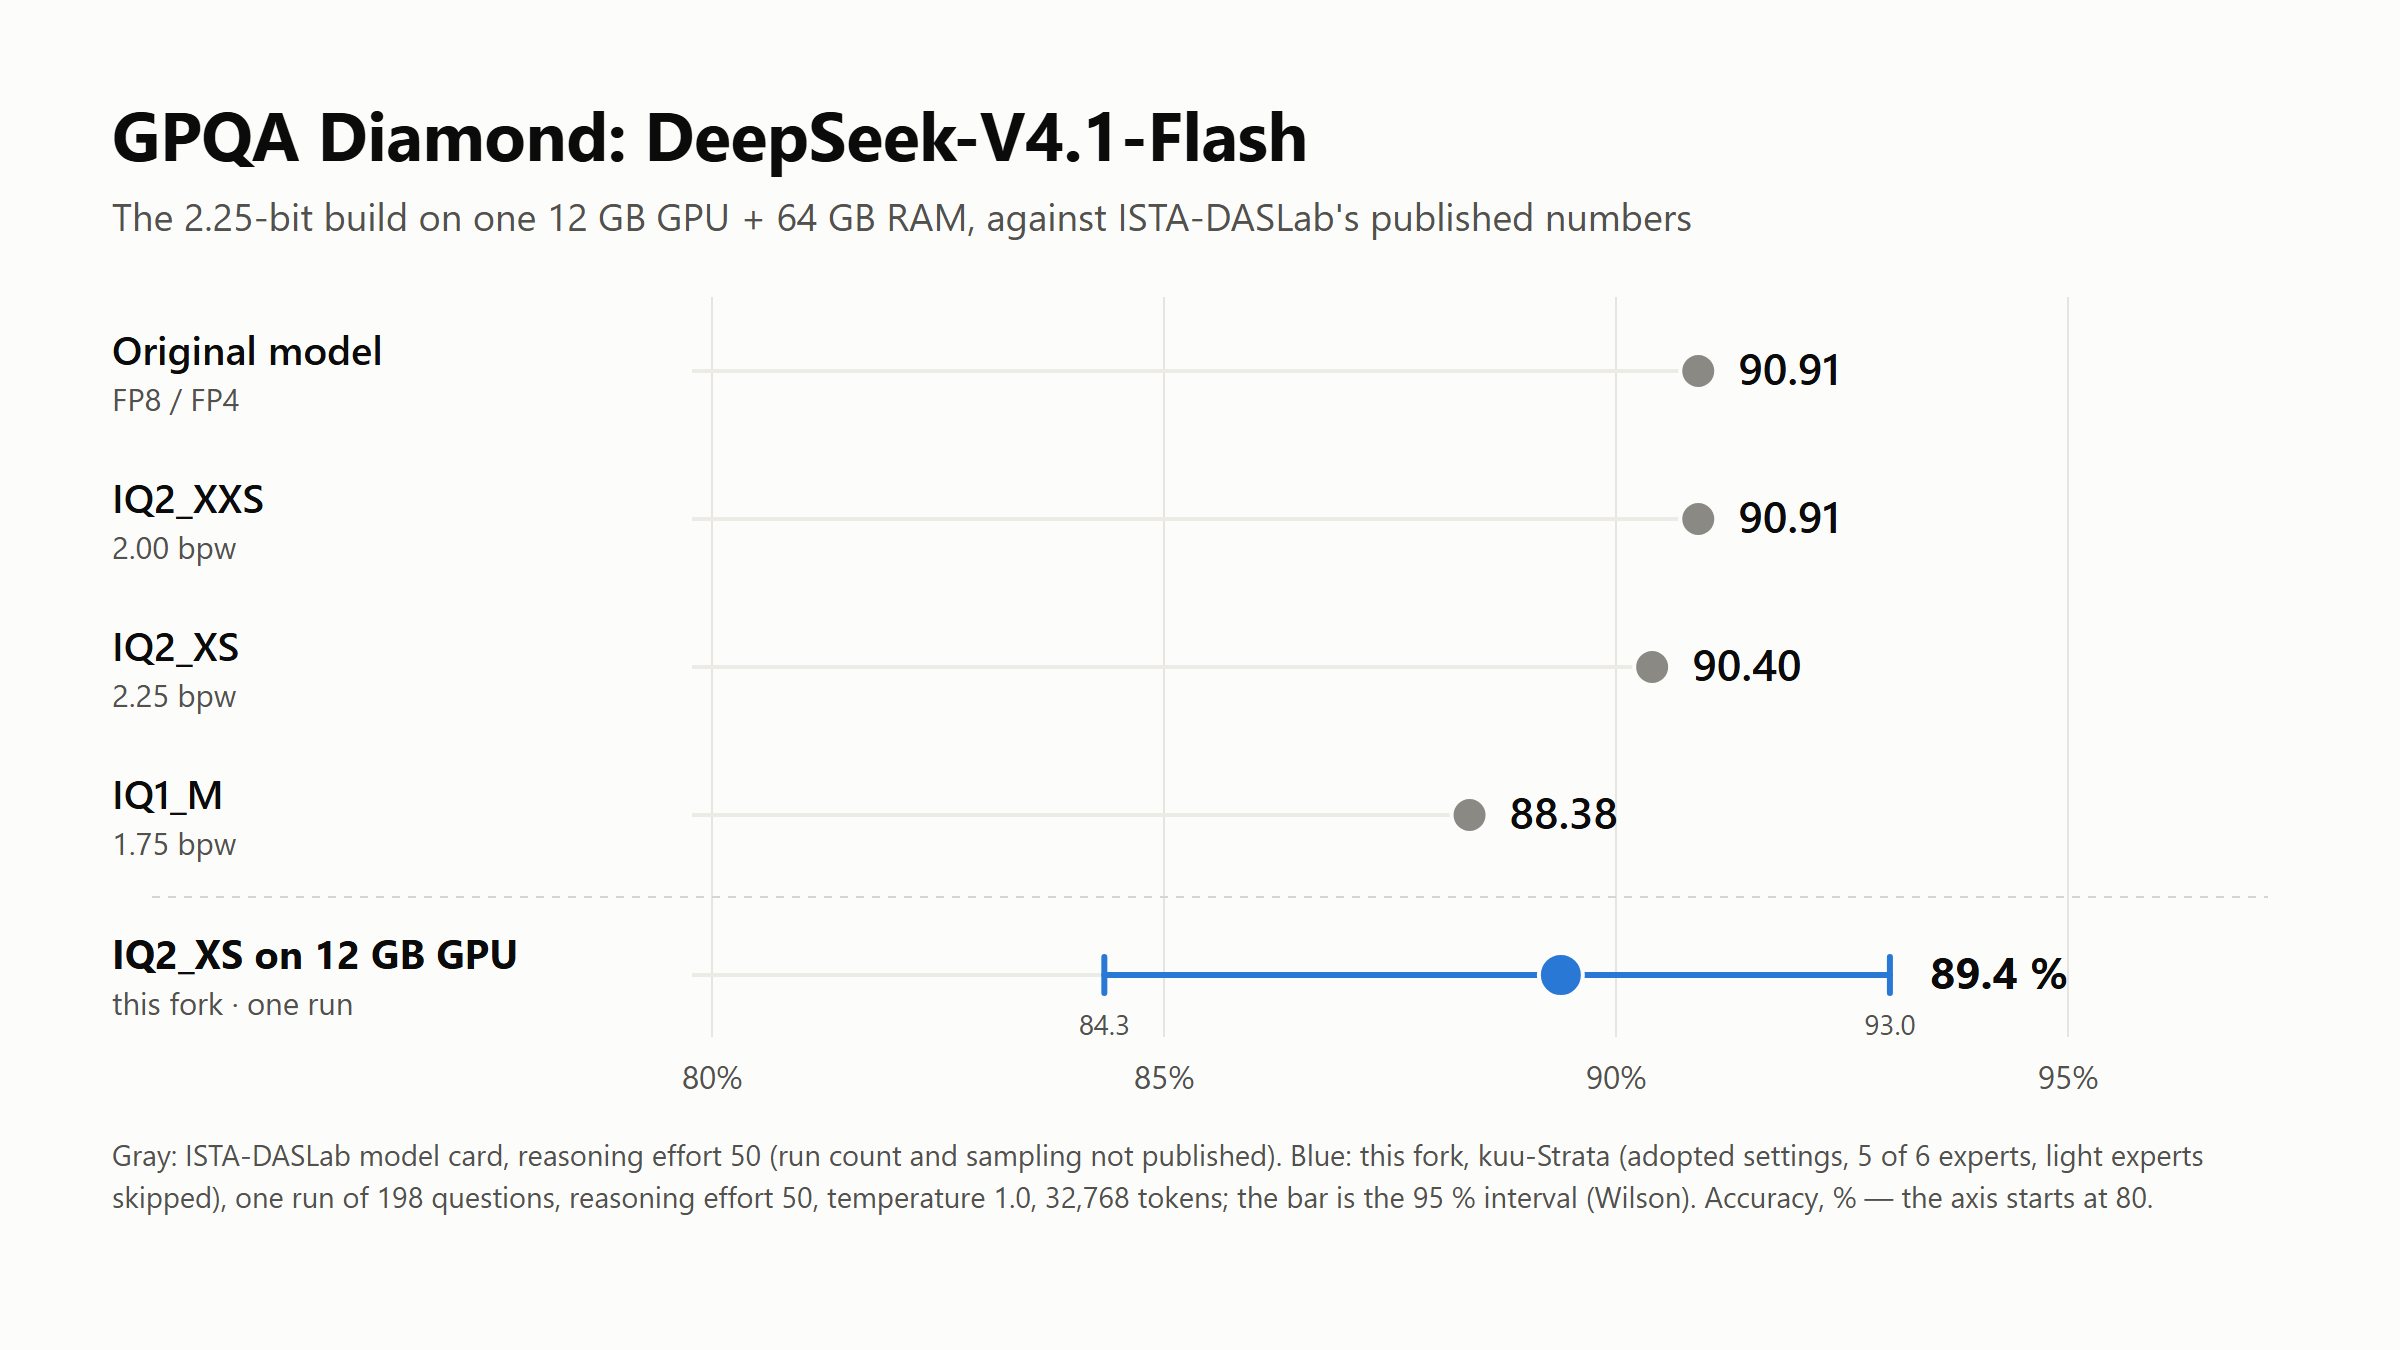 GPQA Diamond: DeepSeek-V4.1-Flash
The 2.25-bit build on one 12 GB GPU + 64 GB RAM, against ISTA-DASLab's published numbers
Original model
FP8 / FP4
90.91
IQ2_XXS
2.00 bpw
90.91
IQ2_XS
2.25 bpw
90.40
IQ1_M
1.75 bpw
88.38
IQ2_XS on 12 GB GPU
this fork · one run
89.4 %
84.3
93.0
80%
85%
90%
95%
Gray: ISTA-DASLab model card, reasoning effort 50 (run count and sampling not published). Blue: this fork, kuu-Strata (adopted settings, 5 of 6 experts, light experts
skipped), one run of 198 questions, reasoning effort 50, temperature 1.0, 32,768 tokens; the bar is the 95 % interval (Wilson). Accuracy, % — the axis starts at 80.